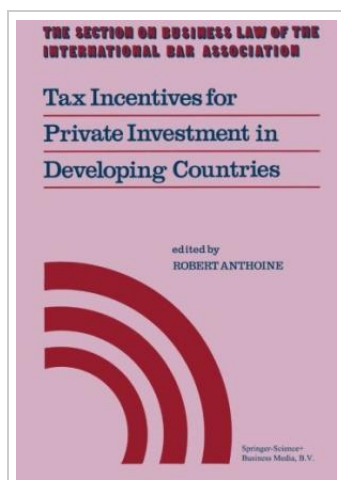 THE SECTION ON BUSINESS LAW OF THE
INTERNATIONAL BAR ASSOCIATION
Tax Incentives for
Private Investment in
Developing Countries
edited by
ROBERT ANTHOINE
Springer-Science+
Business Media, B.V.